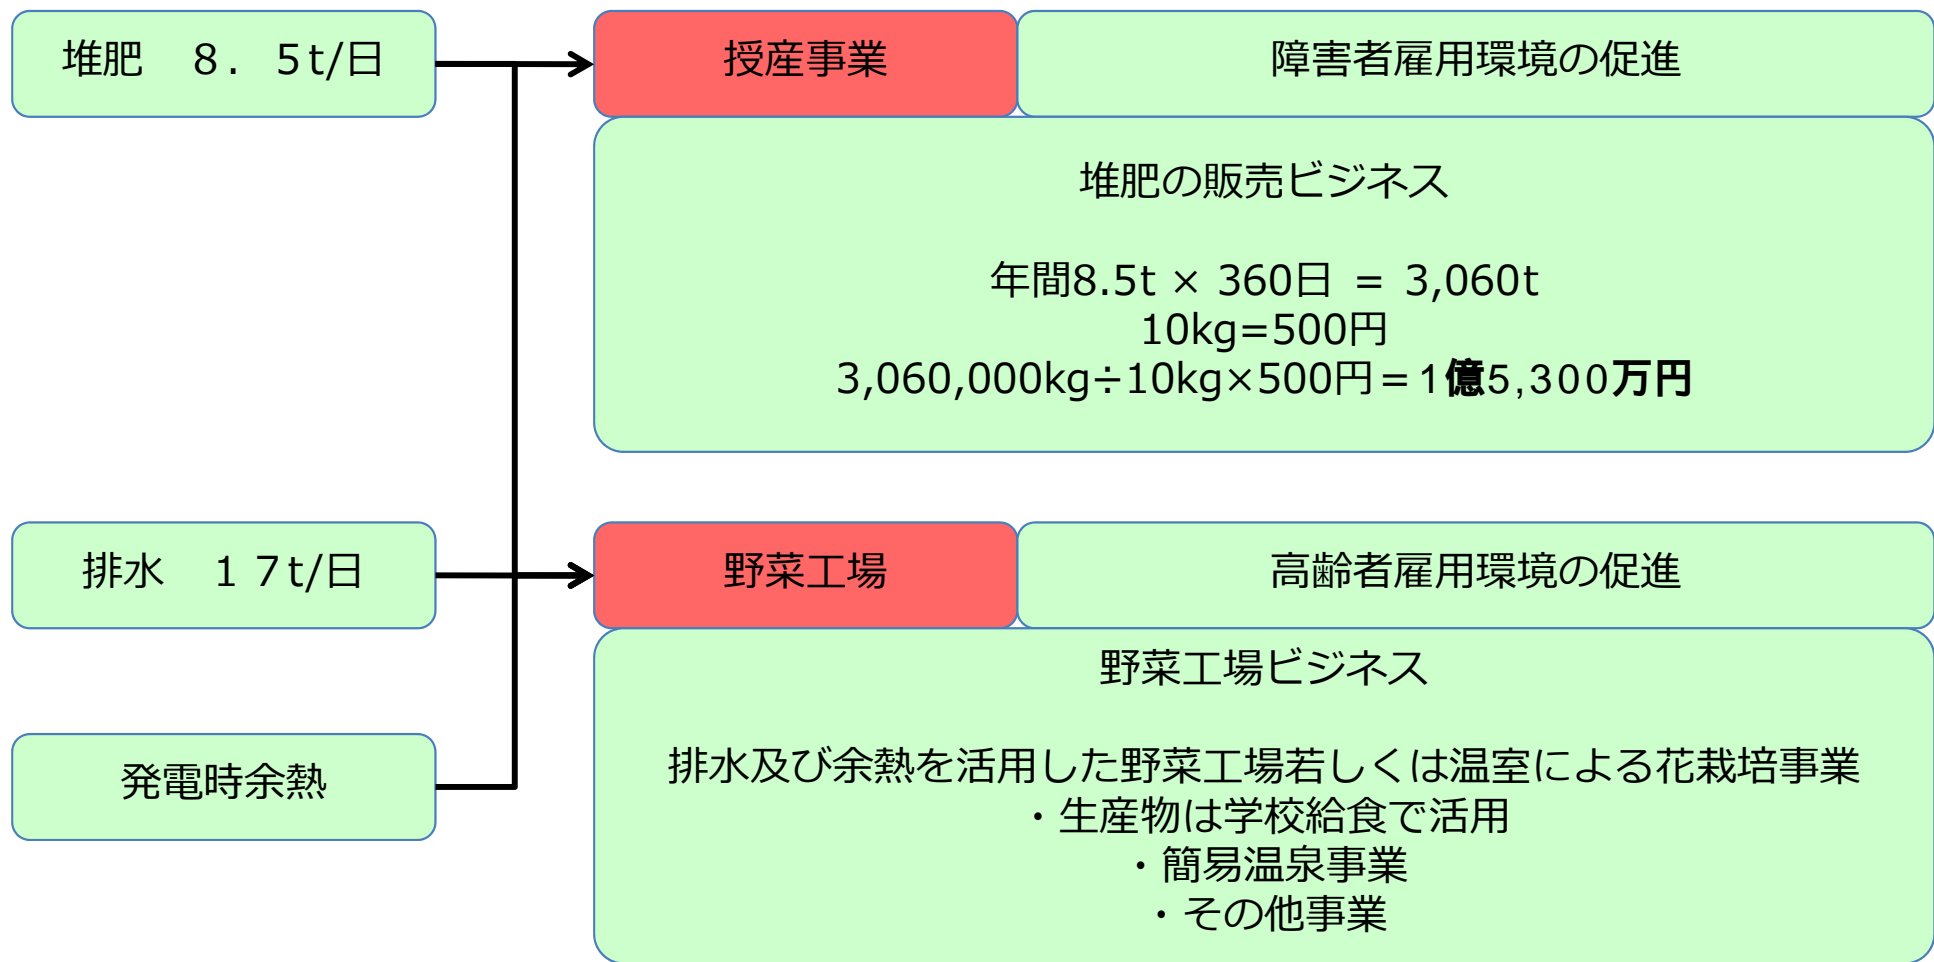 堆肥　８．５t/日
授産事業
障害者雇用環境の促進
堆肥の販売ビジネス
年間8.5t × 360日 ＝ 3,060t
10kg=500円
3,060,000kg÷10kg×500円＝1億5,300万円
排水　１７t/日
野菜工場
高齢者雇用環境の促進
野菜工場ビジネス
発電時余熱
排水及び余熱を活用した野菜工場若しくは温室による花栽培事業
・生産物は学校給食で活用
・簡易温泉事業
・その他事業